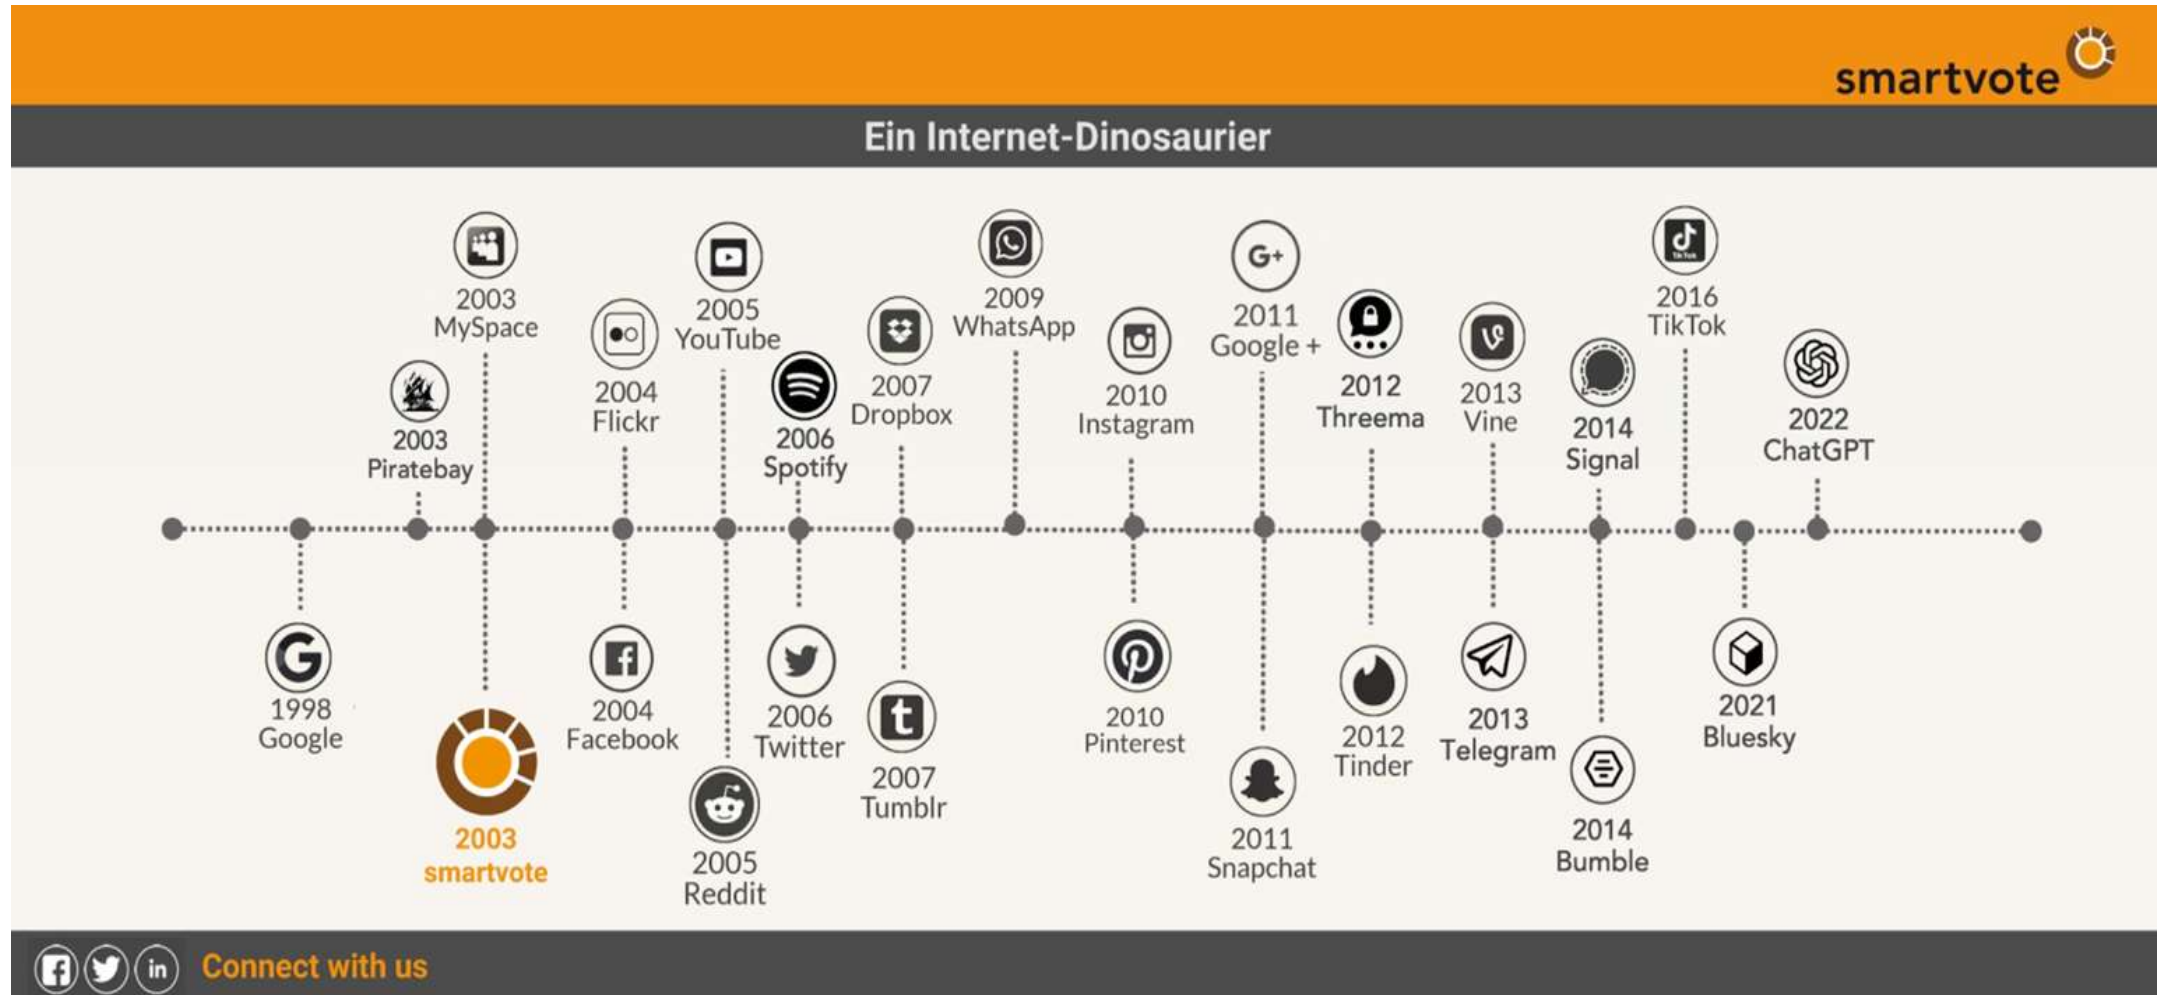 smartvote
Ein Internet-Dinosaurier
2003
MySpace
2003
Piratebay
2004
Flickr
2005
YouTube
2006
Spotify
2007
Dropbox
2009
WhatsApp
2010
Instagram
G+
2011
Google +
2012
Threema
2013
Vine
2014
Signal
TikTok
2016
TikTok
2022
ChatGPT
G
1998
Google
2003
smartvote
f
2004
Facebook
2005
Reddit
2006
Twitter
t
2007
Tumblr
2010
Pinterest
2011
Snapchat
2012
Tinder
2013
Telegram
2014
Bumble
2021
Bluesky
f in Connect with us